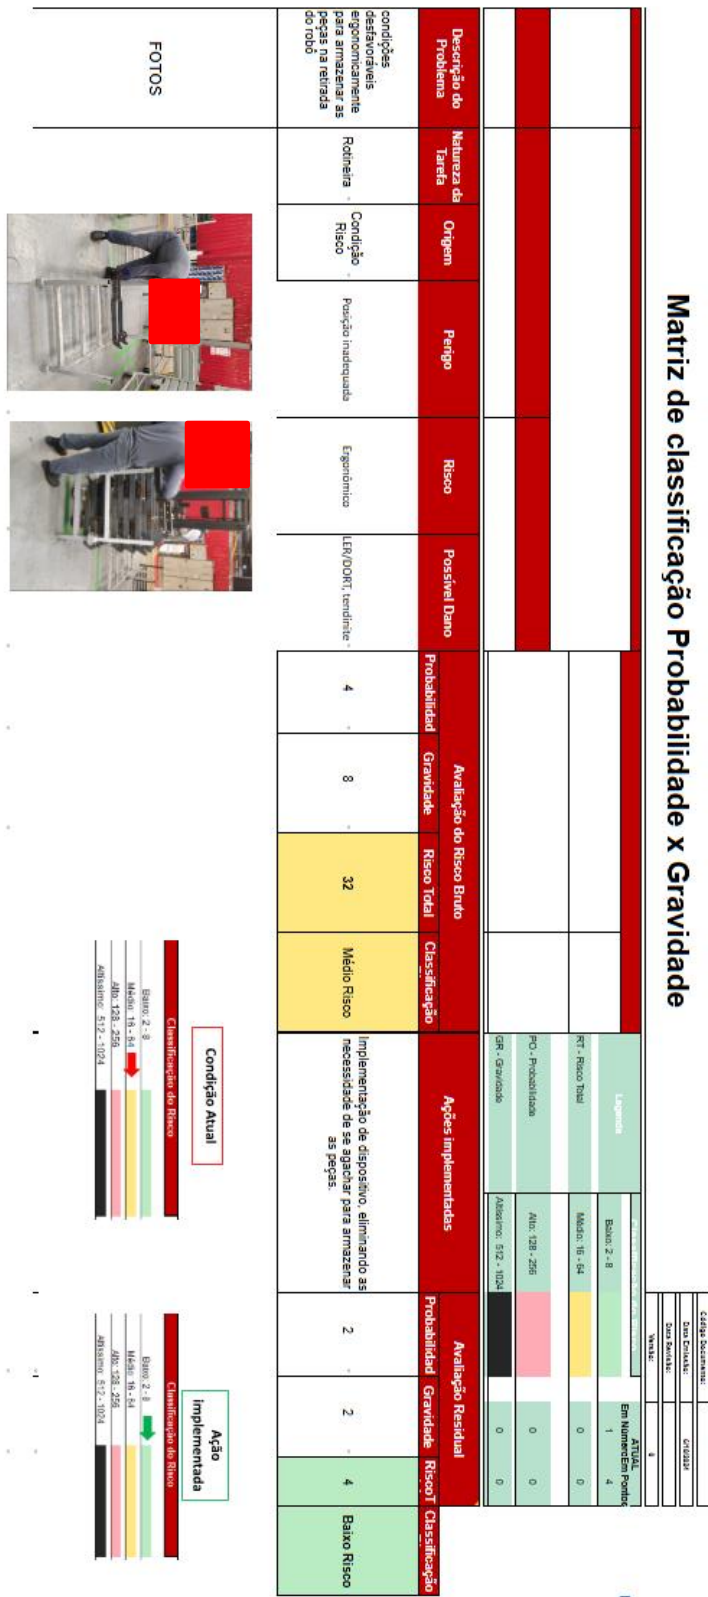 Matriz de classificação Probabilidade x Gravidade
Código Documento:
Data Emissão:
Data Revisão:
Versão:
Legenda
RT - Risco Total
PO - Probabilidade
GR - Gravidade
Baixo: 2 - 8
Médio: 16 - 64
Alto: 128 - 256
Altíssimo: 512 - 1024
ATUAL
Em Número Em Pontos
1 4
0 0
0 0
0 0
Descrição do
Problema
Natureza da
Tarefa
Origem
Perigo
Risco
Possível Dano
Avaliação do Risco Bruto
Probabilidad
Gravidade
Risco Total
Classificação
Ações implementadas
Avaliação Residual
Probabilidad
Gravidade
RiscoT
Classificação
condições
desfavoráveis
ergonomicamente
para armazenar as
peças na retirada
do robô
Rotineira
Condição
Risco
Posição inadequada
Ergonômico
LER/DORT, tendinite
4
8
32
Médio Risco
Implementação de dispositivo, eliminando as
necessidade de se agachar para armazenar
as peças.
2
2
4
Baixo Risco
FOTOS
Condição Atual
Classificação do Risco
Baixo: 2 - 8
Médio: 16 - 64
Alto: 128 - 256
Altíssimo: 512 - 1024
Ação
implementada
Classificação do Risco
Baixo: 2 - 8
Médio: 16 - 64
Alto: 128 - 256
Altíssimo: 512 - 1024